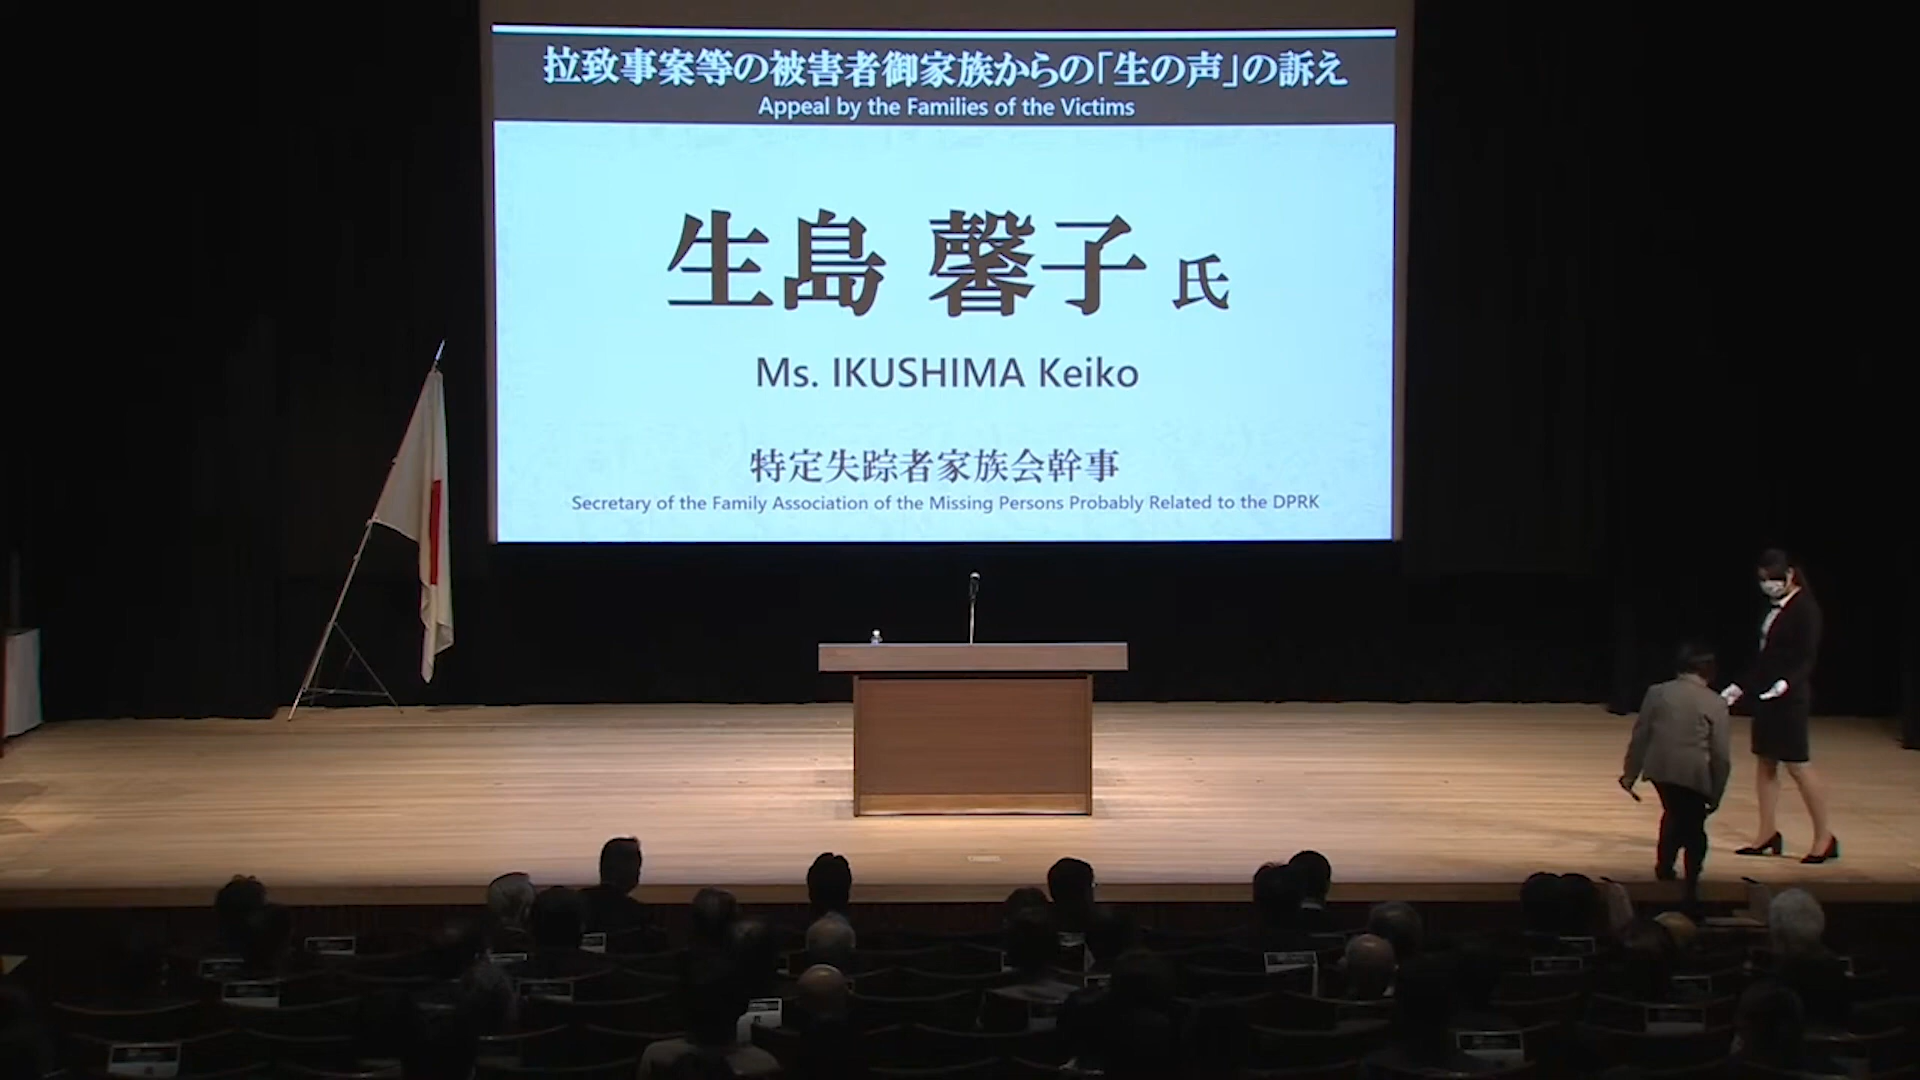 拉致事案等の被害者御家族からの「生の声」の訴え
Appeal by the Families of the Victims
生島 馨子 氏
Ms. IKUSHIMA Keiko
特定失踪者家族会幹事
Secretary of the Family Association of the Missing Persons Probably Related to the DPRK